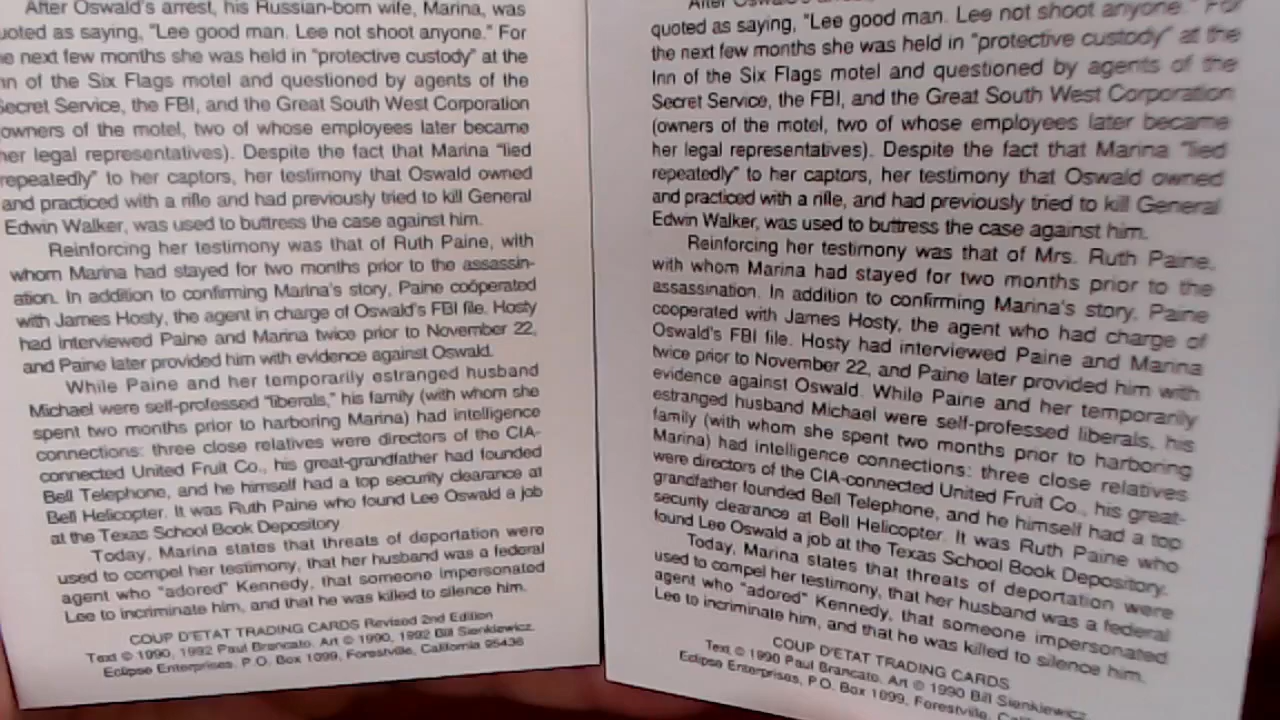 After Oswald's arrest, his Russian-born wife, Marina, was
quoted as saying, "Lee good man. Lee not shoot anyone." For
the next few months she was held in "protective custody" at the
Inn of the Six Flags motel and questioned by agents of the
Secret Service, the FBI, and the Great South West Corporation
(owners of the motel, two of whose employees later became
her legal representatives). Despite the fact that Marina "lied
repeatedly" to her captors, her testimony that Oswald owned
and practiced with a rifle and had previously tried to kill General
Edwin Walker, was used to buttress the case against him.
Reinforcing her testimony was that of Ruth Paine, with
whom Marina had stayed for two months prior to the assassin-
ation. In addition to confirming Marina's story, Paine coöperated
with James Hosty, the agent in charge of Oswald's FBI file. Hosty
had interviewed Paine and Marina twice prior to November 22,
and Paine later provided him with evidence against Oswald.
While Paine and her temporarily estranged husband
Michael were self-professed "liberals," his family (with whom she
spent two months prior to harboring Marina) had intelligence
connections: three close relatives were directors of the CIA-
connected United Fruit Co., his great-grandfather had founded
Bell Telephone, and he himself had a top security clearance at
Bell Helicopter. It was Ruth Paine who found Lee Oswald a job
at the Texas School Book Depository
Today, Marina states that threats of deportation were
used to compel her testimony, that her husband was a federal
agent who "adored" Kennedy, that someone impersonated
Lee to incriminate him, and that he was killed to silence him.
COUP D'ETAT TRADING CARDS Revised 2nd Edition
Text © 1990, 1992 Paul Brancato. Art © 1990, 1992 Bill Sienkiewicz.
Eclipse Enterprises, P.O. Box 1099, Forestville, California 95436
After Oswald's
quoted as saying, "Lee good man. Lee not shoot anyone." For
the next few months she was held in "protective custody" at the
Inn of the Six Flags motel and questioned by agents of the
Secret Service, the FBI, and the Great South West Corporation
(owners of the motel, two of whose employees later became
her legal representatives). Despite the fact that Marina "lied
repeatedly" to her captors, her testimony that Oswald owned
and practiced with a rifle, and had previously tried to kill General
Edwin Walker, was used to buttress the case against him.
Reinforcing her testimony was that of Mrs. Ruth Paine,
with whom Marina had stayed for two months prior to the
assassination. In addition to confirming Marina's story, Paine
cooperated with James Hosty, the agent who had charge of
Oswald's FBI file. Hosty had interviewed Paine and Marina
twice prior to November 22, and Paine later provided him with
evidence against Oswald. While Paine and her temporarily
estranged husband Michael were self-professed liberals, his
family (with whom she spent two months prior to harboring
Marina) had intelligence connections: three close relatives
were directors of the CIA-connected United Fruit Co., his great-
grandfather founded Bell Telephone, and he himself had a top
security clearance at Bell Helicopter. It was Ruth Paine who
found Lee Oswald a job at the Texas School Book Depository.
Today, Marina states that threats of deportation were
used to compel her testimony, that her husband was a federal
agent who "adored" Kennedy, that someone impersonated
Lee to incriminate him, and that he was killed to silence him.
COUP D'ETAT TRADING CARDS
Text © 1990 Paul Brancato. Art © 1990 Bill Sienkiewicz
Eclipse Enterprises, P.O. Box 1099, Forestville,